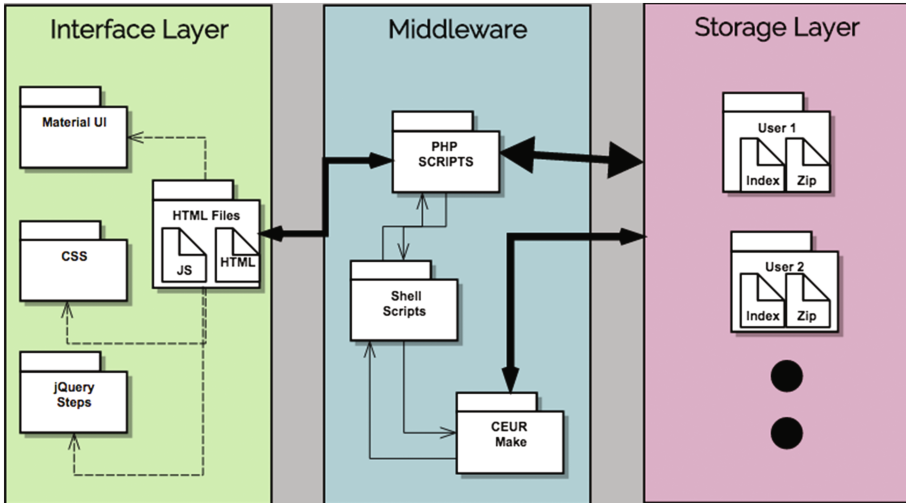 Interface Layer
Material UI
CSS
jQuery
Steps
HTML Files
JS
HTML
Middleware
PHP
SCRIPTS
Shell
Scripts
CEUR
Make
Storage Layer
User 1
Index
Zip
User 2
Index
Zip